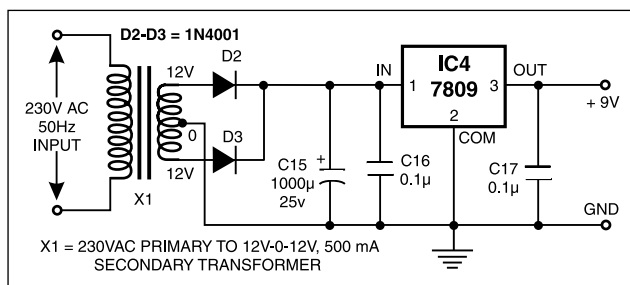 D2-D3 = 1N4001
D2
12V
230V AC
50Hz
INPUT
0
D3
12V
X1
IN
IC4
7809
1
3
2
OUT
COM
+ 9V
C15
1000µ
25v
+
C16
0.1µ
C17
0.1µ
GND
X1 = 230VAC PRIMARY TO 12V-0-12V, 500 mA
SECONDARY TRANSFORMER